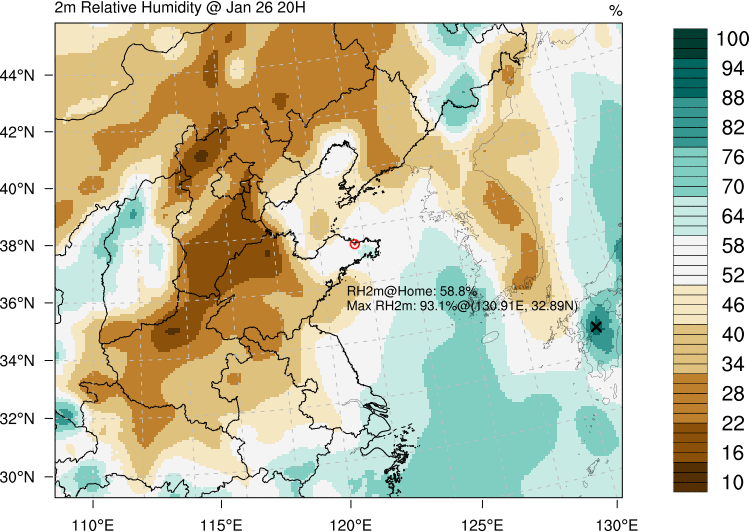 2m Relative Humidity @ Jan 26 20H
%
44°N
42°N
40°N
38°N
36°N
34°N
32°N
30°N
110°E
115°E
120°E
125°E
130°E
RH2m@Home: 58.8%
Max RH2m: 93.1%@(130.91E, 32.89N)
100
94
88
82
76
70
64
58
52
46
40
34
28
22
16
10